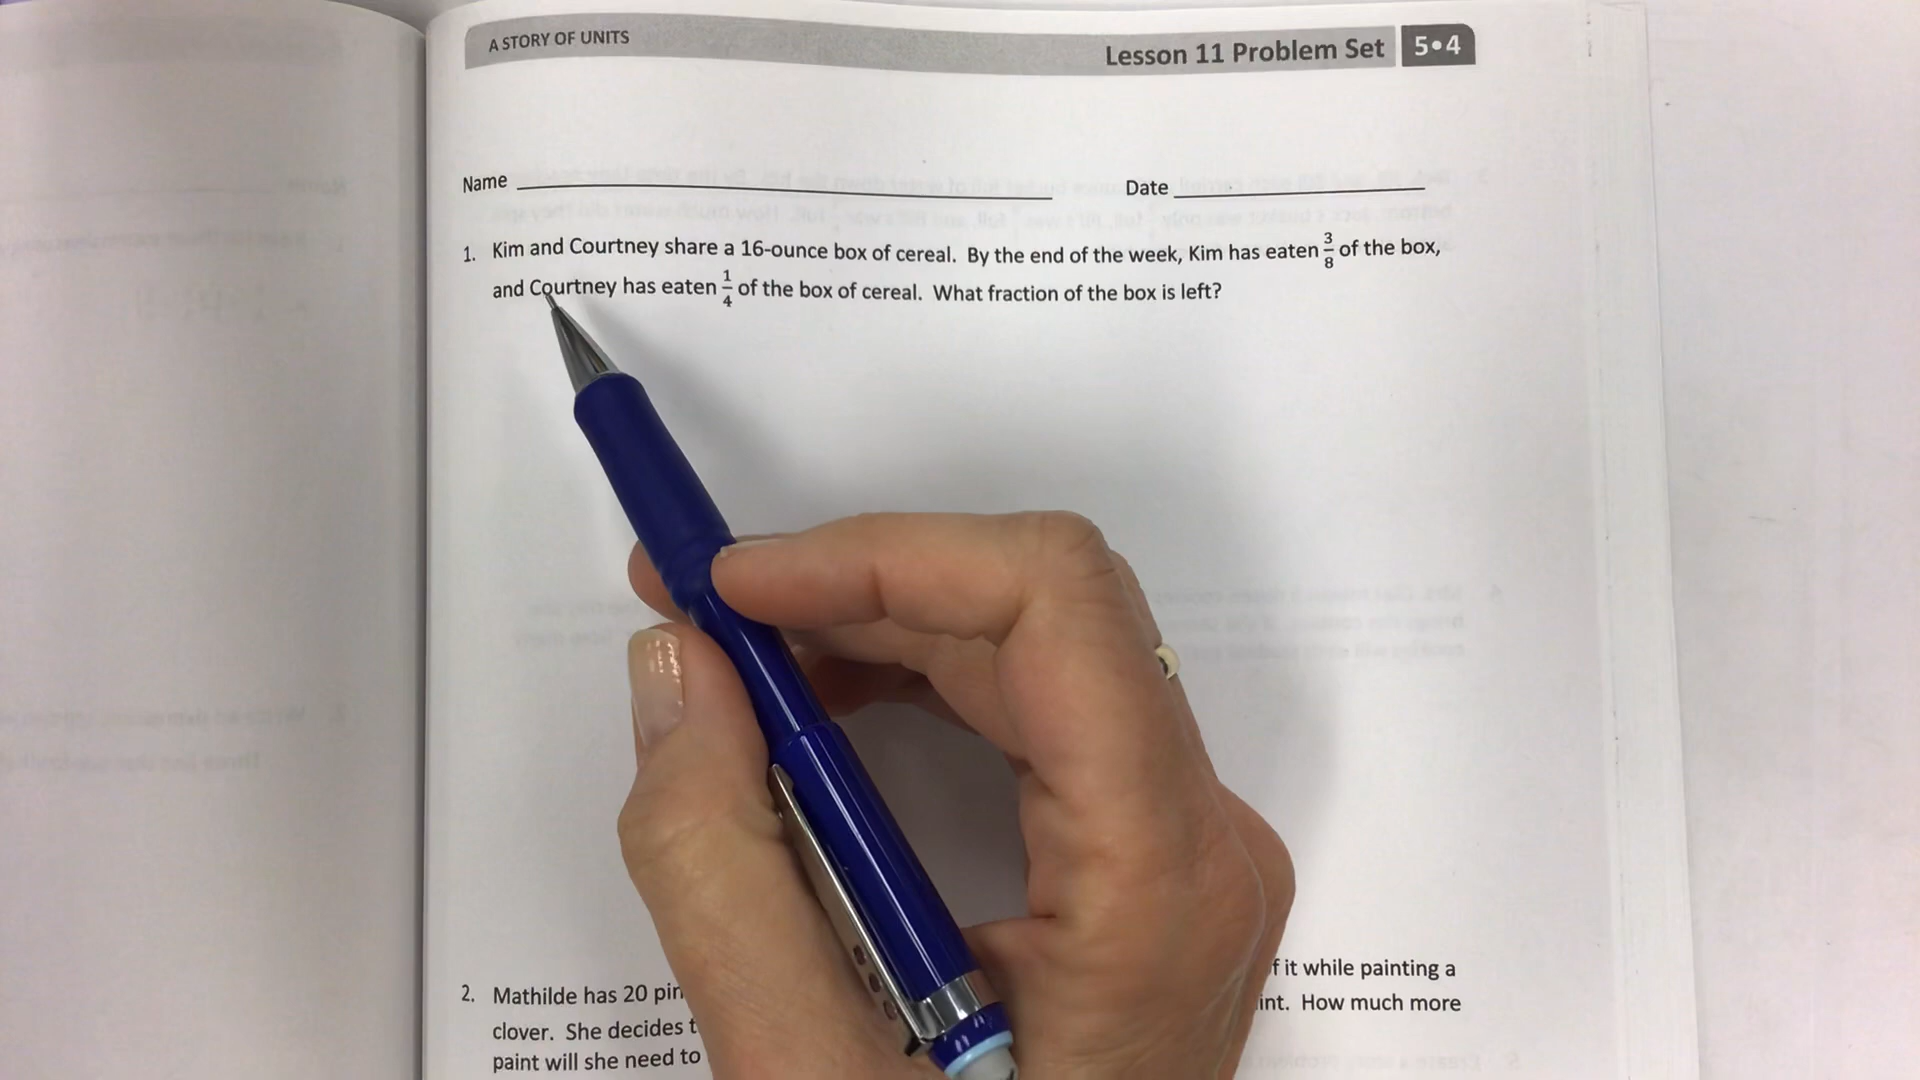 A STORY OF UNITS
Lesson 11 Problem Set 5•4
Name Date
1. Kim and Courtney share a 16-ounce box of cereal. By the end of the week, Kim has eaten 3/8 of the box,
and Courtney has eaten 1/4 of the box of cereal. What fraction of the box is left?
2. Mathilde has 20 f it while painting a
clover. She decides int. How much more
paint will she need to